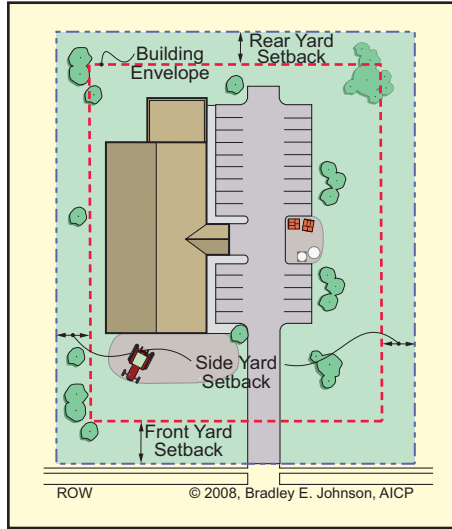 Rear Yard
Setback
Building
Envelope
Side Yard
Setback
Front Yard
Setback
ROW
© 2008, Bradley E. Johnson, AICP